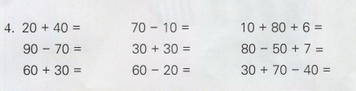 4. 20 + 40 = 70 − 10 = 10 + 80 + 6 =
90 − 70 = 30 + 30 = 80 − 50 + 7 =
60 + 30 = 60 − 20 = 30 + 70 − 40 =